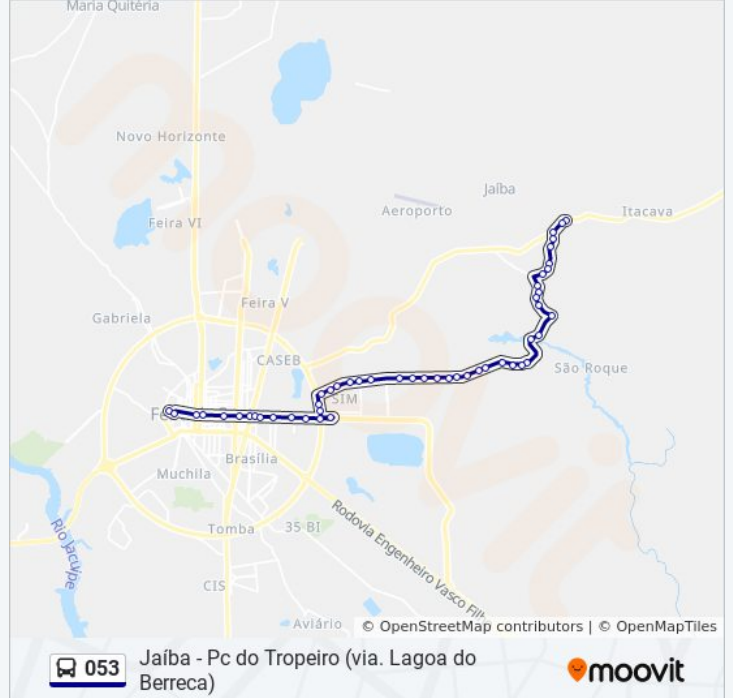 Maria Quitéria
Novo Horizonte
Jaíba
Aeroporto
Itacava
Feira VI
Feira V
Gabriela
CASEB
São Roque
SIM
Brasília
Muchila
Rodovia Engenheiro Vasco Filh
Tomba
35 BI
Rio Jacuípe
CIS
Aviário
© OpenStreetMap contributors | © OpenMapTiles
053
Jaíba - Pc do Tropeiro (via. Lagoa do
Berreca)
moovit